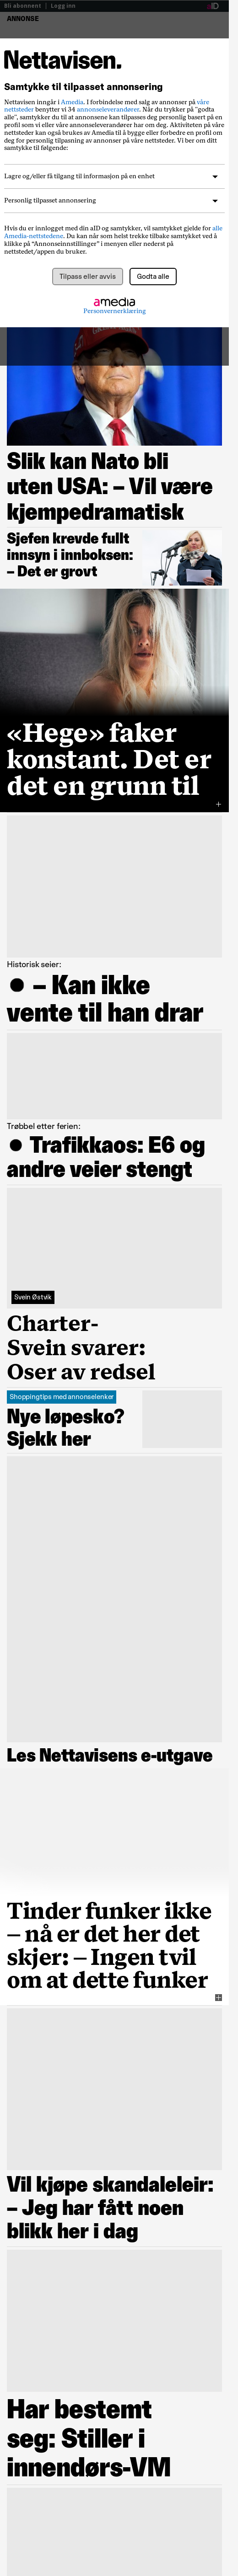 Bli abonnent | Logg inn
aID
ANNONSE
Nettavisen.
Samtykke til tilpasset annonsering
Nettavisen inngår i Amedia. I forbindelse med salg av annonser på våre
nettsteder benytter vi 34 annonseleverandører. Når du trykker på "godta
alle", samtykker du til at annonsene kan tilpasses deg personlig basert på en
annonseprofil vi eller våre annonsører har om deg. Aktiviteten på våre
nettsteder kan også brukes av Amedia til å bygge eller forbedre en profil om
deg for personlig tilpasning av annonser på våre nettsteder. Vi ber om ditt
samtykke til følgende:
Lagre og/eller få tilgang til informasjon på en enhet
Personlig tilpasset annonsering
Hvis du er innlogget med din aID og samtykker, vil samtykket gjelde for alle
Amedia-nettstedene. Du kan når som helst trekke tilbake samtykket ved å
klikke på “Annonseinnstillinger” i menyen eller nederst på
nettstedet/appen du bruker.
Tilpass eller avvis
Godta alle
amedia
Personvernerklæring
Slik kan Nato bli
uten USA: – Vil være
kjempedramatisk
Sjefen krevde fullt
innsyn i innboksen:
– Det er grovt
«Hege» faker
konstant. Det er
det en grunn til
Historisk seier:
● – Kan ikke
vente til han drar
Trøbbel etter ferien:
● Trafikkaos: E6 og
andre veier stengt
Svein Østvik
Charter-
Svein svarer:
Oser av redsel
Shoppingtips med annonselenker
Nye løpesko?
Sjekk her
Les Nettavisens e-utgave
Tinder funker ikke
– nå er det her det
skjer: – Ingen tvil
om at dette funker
Vil kjøpe skandaleleir:
– Jeg har fått noen
blikk her i dag
Har bestemt
seg: Stiller i
innendørs-VM